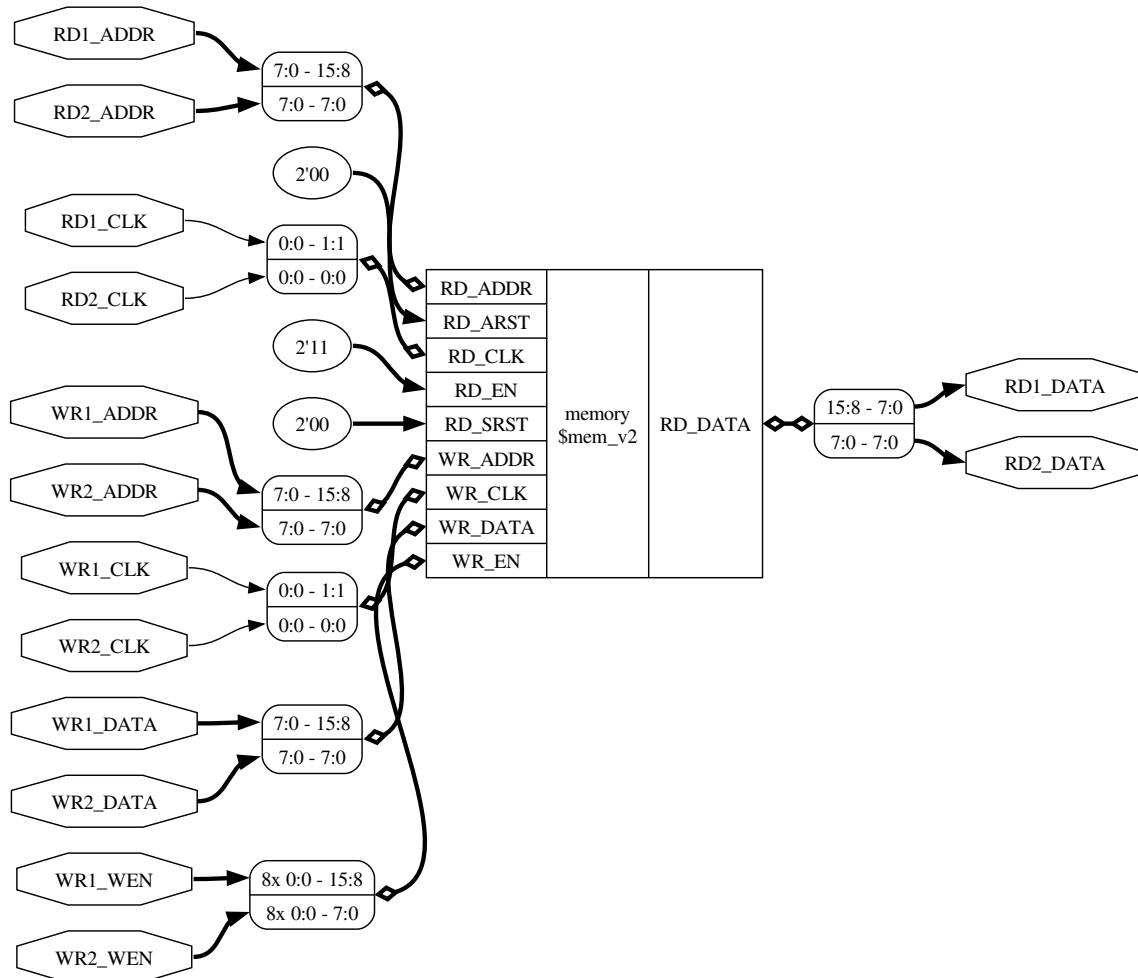 RD1_ADDR
7:0 - 15:8
RD2_ADDR
7:0 - 7:0
2'00
RD1_CLK
0:0 - 1:1
RD2_CLK
0:0 - 0:0
2'11
2'00
WR1_ADDR
WR2_ADDR
7:0 - 15:8
7:0 - 7:0
WR1_CLK
0:0 - 1:1
WR2_CLK
0:0 - 0:0
WR1_DATA
7:0 - 15:8
WR2_DATA
7:0 - 7:0
WR1_WEN
8x 0:0 - 15:8
8x 0:0 - 7:0
WR2_WEN
RD_ADDR
RD_ARST
RD_CLK
RD_EN
RD_SRST
WR_ADDR
WR_CLK
WR_DATA
WR_EN
memory
$mem_v2
RD_DATA
15:8 - 7:0
7:0 - 7:0
RD1_DATA
RD2_DATA